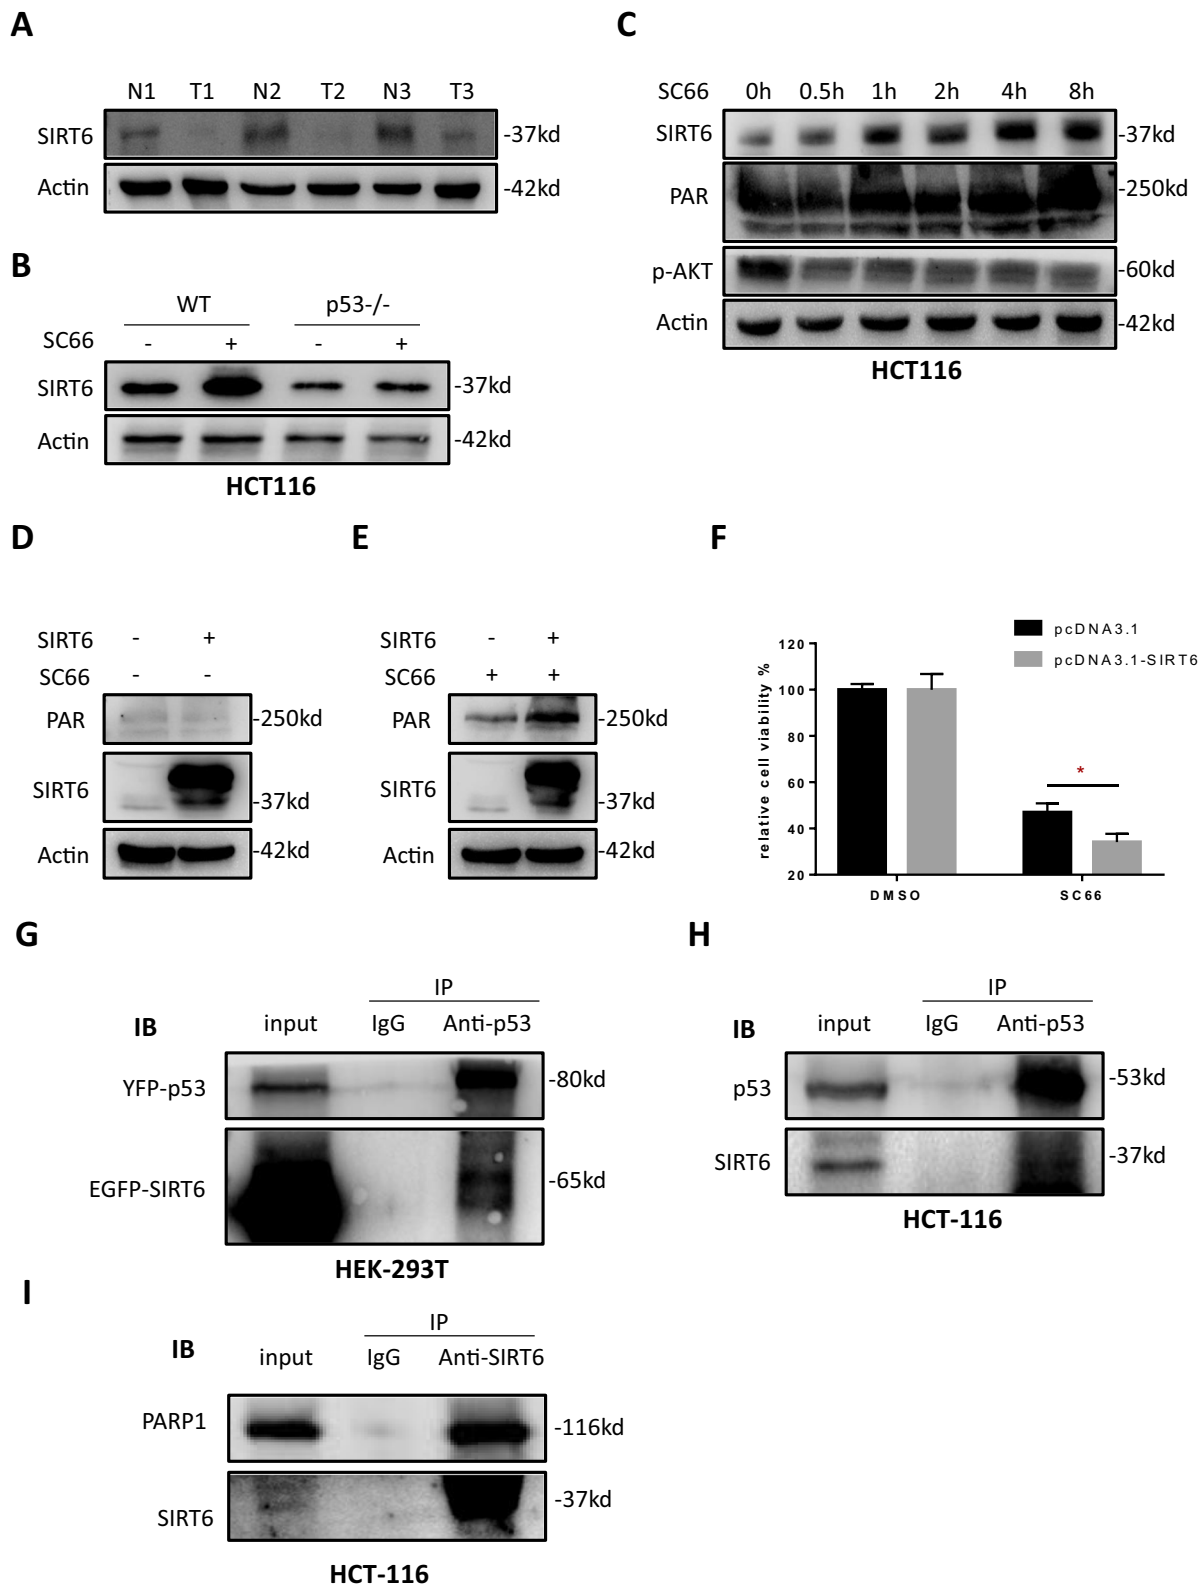 A
N1 T1 N2 T2 N3 T3
SIRT6 -37kd
Actin -42kd
B
WT p53-/-
SC66 - + - +
SIRT6 -37kd
Actin -42kd
HCT116
C
SC66 0h 0.5h 1h 2h 4h 8h
SIRT6 -37kd
PAR -250kd
p-AKT -60kd
Actin -42kd
HCT116
D
SIRT6 - +
SC66 - -
PAR -250kd
SIRT6 -37kd
Actin -42kd
E
SIRT6 - +
SC66 + +
PAR -250kd
SIRT6 -37kd
Actin -42kd
F
pcDNA3.1
pcDNA3.1-SIRT6
relative cell viability %
120
100
80
60
40
20
*
DMSO SC66
G
IP
IB input IgG Anti-p53
YFP-p53 -80kd
EGFP-SIRT6 -65kd
HEK-293T
H
IP
IB input IgG Anti-p53
p53 -53kd
SIRT6 -37kd
HCT-116
I
IP
IB input IgG Anti-SIRT6
PARP1 -116kd
SIRT6 -37kd
HCT-116